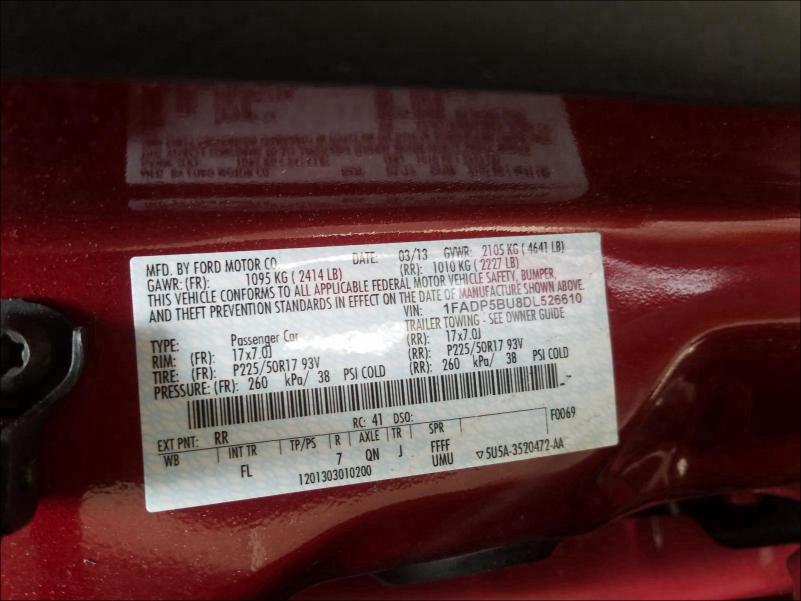 MFD. BY FORD MOTOR CO. DATE: 03/13 GVWR: 2105 KG ( 4641 LB)
GAWR: (FR): 1095 KG ( 2414 LB) (RR): 1010 KG ( 2227 LB)
THIS VEHICLE CONFORMS TO ALL APPLICABLE FEDERAL MOTOR VEHICLE SAFETY, BUMPER,
AND THEFT PREVENTION STANDARDS IN EFFECT ON THE DATE OF MANUFACTURE SHOWN ABOVE.
VIN: 1FADP5BU8DL526610
TYPE: Passenger Car TRAILER TOWING - SEE OWNER GUIDE
RIM: (FR): 17x7.0J (RR): 17x7.0J
TIRE: (FR): P225/50R17 93V (RR): P225/50R17 93V
PRESSURE: (FR): 260 kPa/ 38 PSI COLD (RR): 260 kPa/ 38 PSI COLD
EXT PNT: RR RC: 41 DSO: F0069
WB INT TR TP/PS R AXLE TR SPR
FL 7 QN J FFFF
UMU 5U5A-3520472-AA
1201303010200